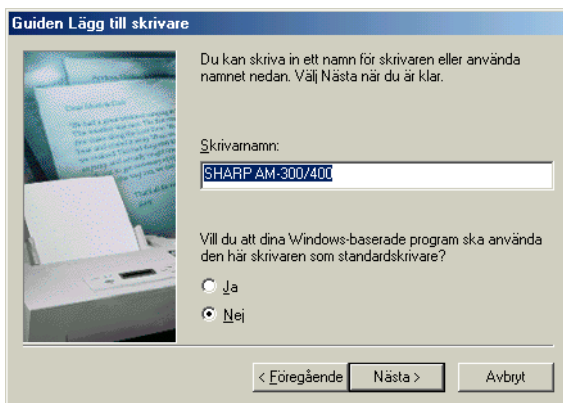 Guiden Lägg till skrivare
Du kan skriva in ett namn för skrivaren eller använda
namnet nedan. Välj Nästa när du är klar.
Skrivarnamn:
SHARP AM-300/400
Vill du att dina Windows-baserade program ska använda
den här skrivaren som standardskrivare?
Ja
Nej
< Föregående
Nästa >
Avbryt